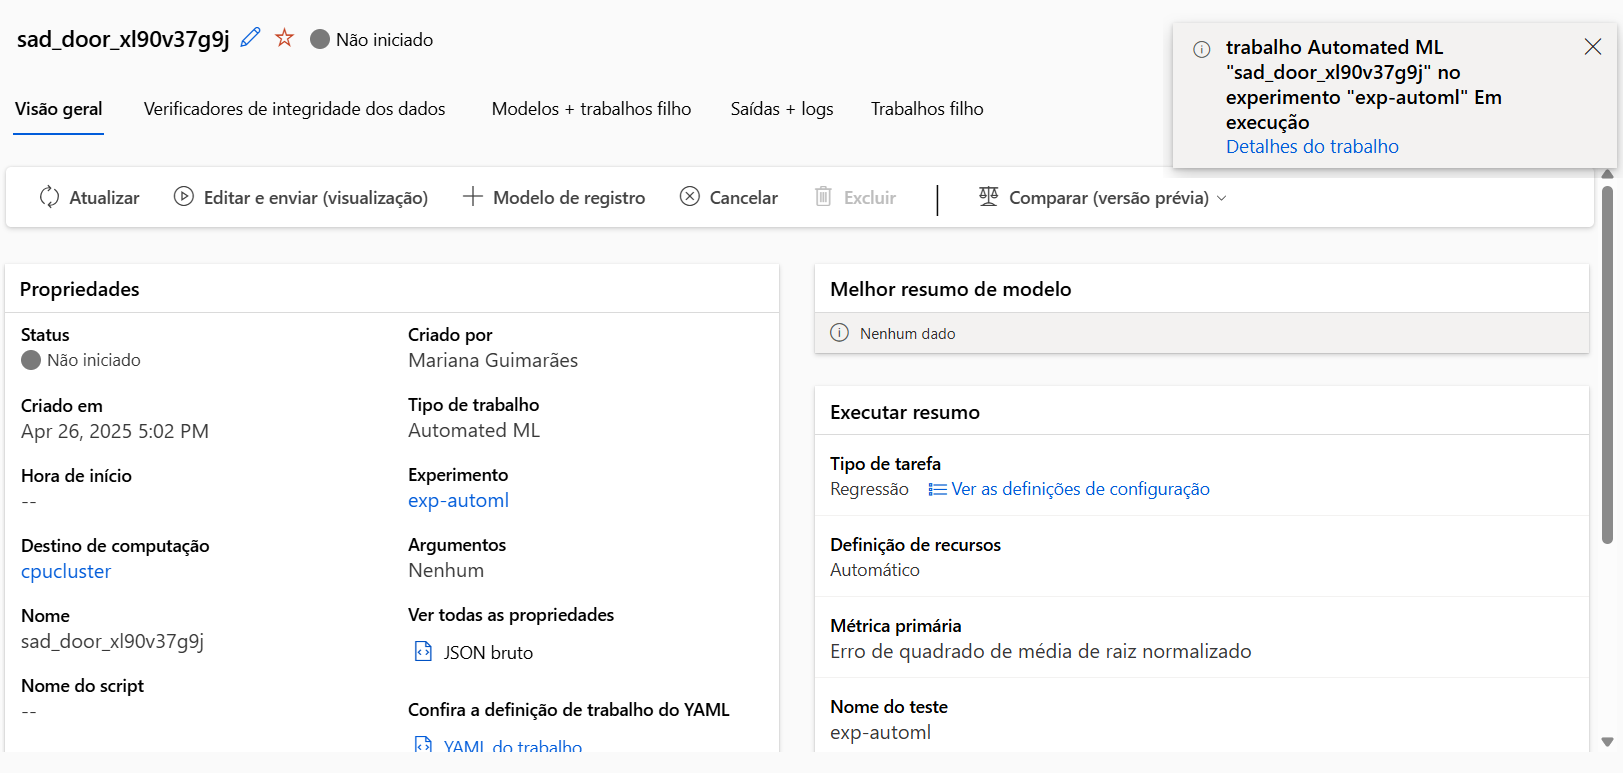 sad_door_xl90v37g9j
Não iniciado
trabalho Automated ML
"sad_door_xl90v37g9j" no
experimento "exp-automl" Em
execução
Detalhes do trabalho
Visão geral
Verificadores de integridade dos dados
Modelos + trabalhos filho
Saídas + logs
Trabalhos filho
Atualizar
Editar e enviar (visualização)
Modelo de registro
Cancelar
Excluir
Comparar (versão prévia)
Propriedades
Status
Não iniciado
Criado em
Apr 26, 2025 5:02 PM
Hora de início
--
Destino de computação
cpucluster
Nome
sad_door_xl90v37g9j
Nome do script
--
Criado por
Mariana Guimarães
Tipo de trabalho
Automated ML
Experimento
exp-automl
Argumentos
Nenhum
Ver todas as propriedades
JSON bruto
Confira a definição de trabalho do YAML
YAML do trabalho
Melhor resumo de modelo
Nenhum dado
Executar resumo
Tipo de tarefa
Regressão
Ver as definições de configuração
Definição de recursos
Automático
Métrica primária
Erro de quadrado de média de raiz normalizado
Nome do teste
exp-automl